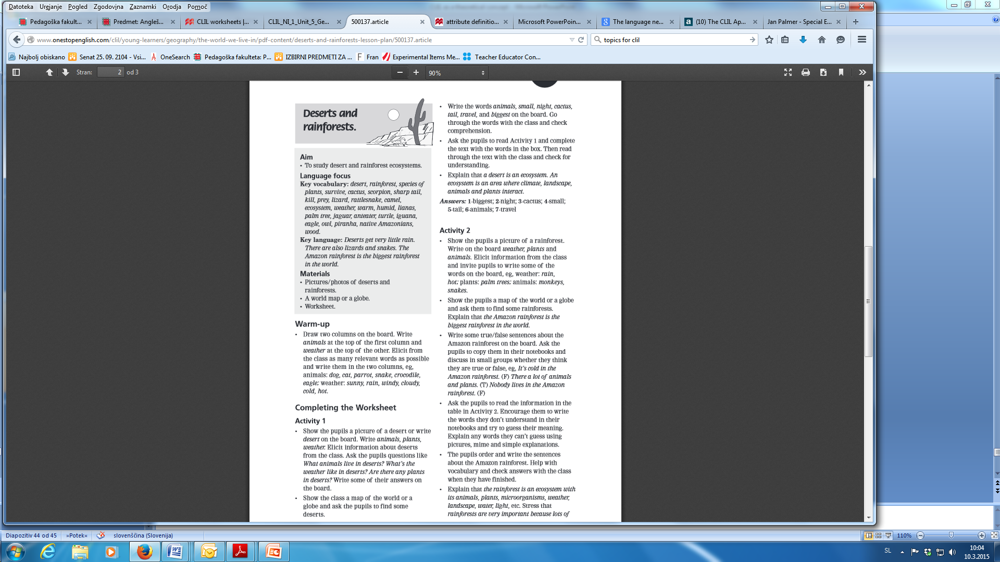 Datoteka Urejanje Pogled Zgodovina Zaznamki Orodja Pomoč
Pedagoška fakult...
Predmet: Angleš...
CLIL worksheets |...
CLIL_NI_1_Unit_5_Ge...
500137.article
attribute definitio...
Microsoft PowerPoin...
The language ne...
(10) The CLIL Ap...
Jan Palmer - Special E...
www.onestopenglish.com/clil/young-learners/geography/the-world-we-live-in/pdf-content/deserts-and-rainforests-lesson-plan/500137.article
topics for clil
Najbolj obiskano
Senat 25. 09. 2104 - Vsi...
OneSearch
Pedagoška fakulteta: P...
IZBIRNI PREDMETI ZA ...
Fran
Experimental Items Me...
Teacher Educator Con...
Stran: 2 od 3
90%
Deserts and
rainforests.
Aim
• To study desert and rainforest ecosystems.
Language focus
Key vocabulary: desert, rainforest, species of
plants, survive, cactus, scorpion, sharp tail,
kill, prey, lizard, rattlesnake, camel,
ecosystem, weather, warm, humid, lianas,
palm tree, jaguar, anteater, turtle, iguana,
eagle, owl, piranha, native Amazonians,
wood.
Key language: Deserts get very little rain.
There are also lizards and snakes. The
Amazon rainforest is the biggest rainforest
in the world.
Materials
• Pictures/photos of deserts and
rainforests.
• A world map or a globe.
• Worksheet.
Warm-up
• Draw two columns on the board. Write
animals at the top of the first column and
weather at the top of the other. Elicit from
the class as many relevant words as possible
and write them in the two columns, eg,
animals: dog, cat, parrot, snake, crocodile,
eagle; weather: sunny, rain, windy, cloudy,
cold, hot.
Completing the Worksheet
Activity 1
• Show the pupils a picture of a desert or write
desert on the board. Write animals, plants,
weather. Elicit information about deserts
from the class. Ask the pupils questions like
What animals live in deserts? What's the
weather like in deserts? Are there any plants
in deserts? Write some of their answers on
the board.
• Show the class a map of the world or a
globe and ask the pupils to find some
deserts.
• Write the words animals, small, night, cactus,
tail, travel, and biggest on the board. Go
through the words with the class and check
comprehension.
• Ask the pupils to read Activity 1 and complete
the text with the words in the box. Then read
through the text with the class and check for
understanding.
• Explain that a desert is an ecosystem. An
ecosystem is an area where climate, landscape,
animals and plants interact.
Answers: 1-biggest; 2-night; 3-cactus; 4-small;
5-tail; 6-animals; 7-travel
Activity 2
• Show the pupils a picture of a rainforest.
Write on the board weather, plants and
animals. Elicit information from the class
and invite pupils to write some of the
words on the board, eg, weather: rain,
hot; plants: palm trees; animals: monkeys,
snakes.
• Show the pupils a map of the world or a globe
and ask them to find some rainforests.
Explain that the Amazon rainforest is the
biggest rainforest in the world.
• Write some true/false sentences about the
Amazon rainforest on the board. Ask the
pupils to copy them in their notebooks and
discuss in small groups whether they think
they are true or false, eg, It's cold in the
Amazon rainforest. (F) There a lot of animals
and plants. (T) Nobody lives in the Amazon
rainforest. (F)
• Ask the pupils to read the information in the
table in Activity 2. Encourage them to write
the words they don't understand in their
notebooks and try to guess their meaning.
Explain any words they can't guess using
pictures, mime and simple explanations.
• The pupils order and write the sentences
about the Amazon rainforest. Help with
vocabulary and check answers with the class
when they have finished.
• Explain that the rainforest is an ecosystem with
its animals, plants, microorganisms, weather,
landscape, water, light, etc. Stress that
rainforests are very important because lots of
Diapozitiv 44 od 45 »Potek« slovenščina (Slovenija)
110%
SL
10:04
10.3.2015